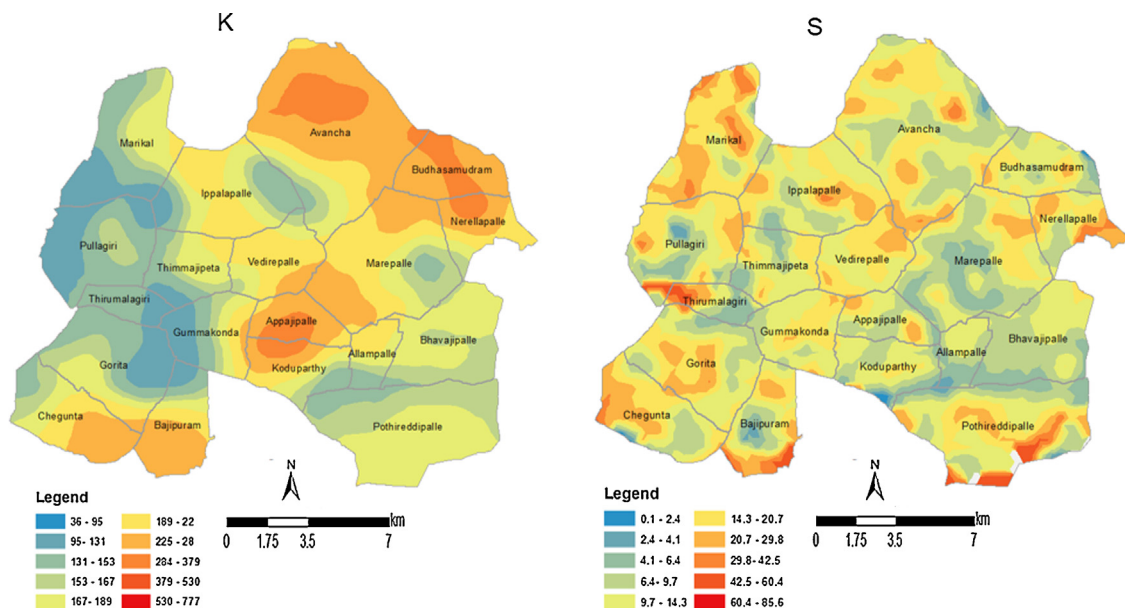 K
Avancha
Marikal
Budhasamudram
Ippalapalle
Nerellapalle
Pullagiri
Vedirepalle
Marepalle
Thimmajipeta
Thirumalagiri
Appajipalle
Gummakonda
Bhavajipalle
Allampalle
Gorita
Koduparthy
Chegunta
Bajipuram
Pothireddipalle
N
Legend
36 - 95
95 - 131
131 - 153
153 - 167
167 - 189
189 - 22
225 - 28
284 - 379
379 - 530
530 - 777
km
0 1.75 3.5 7
S
Avancha
Marikal
Budhasamudram
Ippalapalle
Nerellapalle
Pullagiri
Vedirepalle
Marepalle
Thimmajipeta
Thirumalagiri
Appajipalle
Gummakonda
Bhavajipalle
Allampalle
Gorita
Koduparthy
Chegunta
Bajipuram
Pothireddipalle
N
Legend
0.1 - 2.4
2.4 - 4.1
4.1 - 6.4
6.4 - 9.7
9.7 - 14.3
14.3 - 20.7
20.7 - 29.8
29.8 - 42.5
42.5 - 60.4
60.4 - 85.6
km
0 1.75 3.5 7